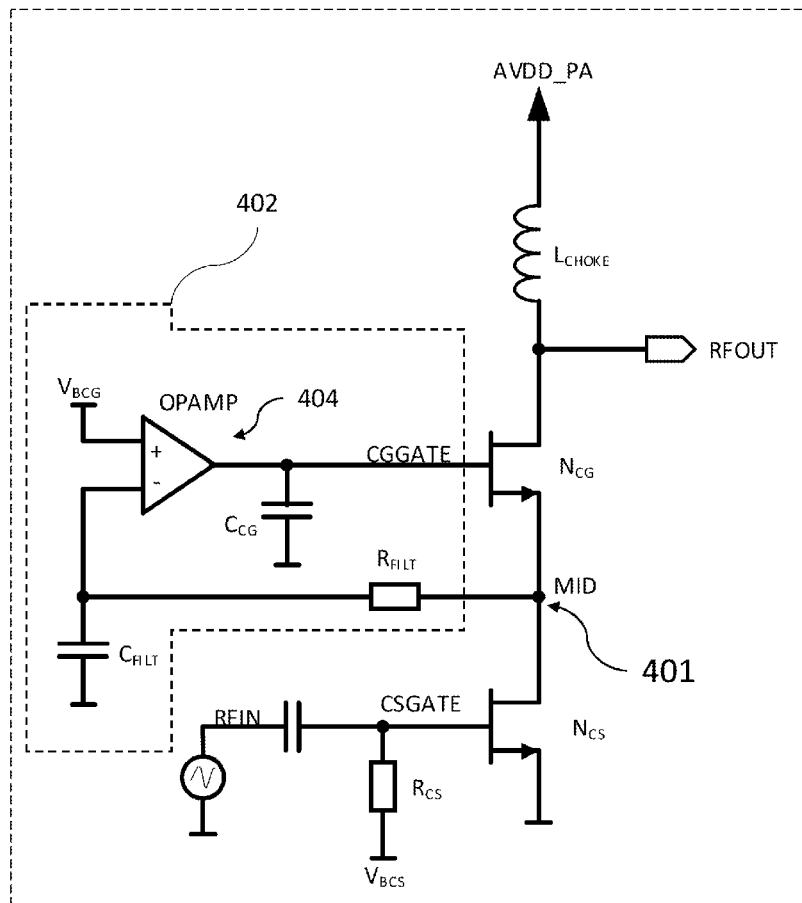 AVDD_PA
402
LCHOKE
RFOUT
VBCG
OPAMP
404
+
-
CGGATE
NCG
CCG
RFILT
MID
CFILT
401
CSGATE
RFIN
NCS
RCS
VBCS